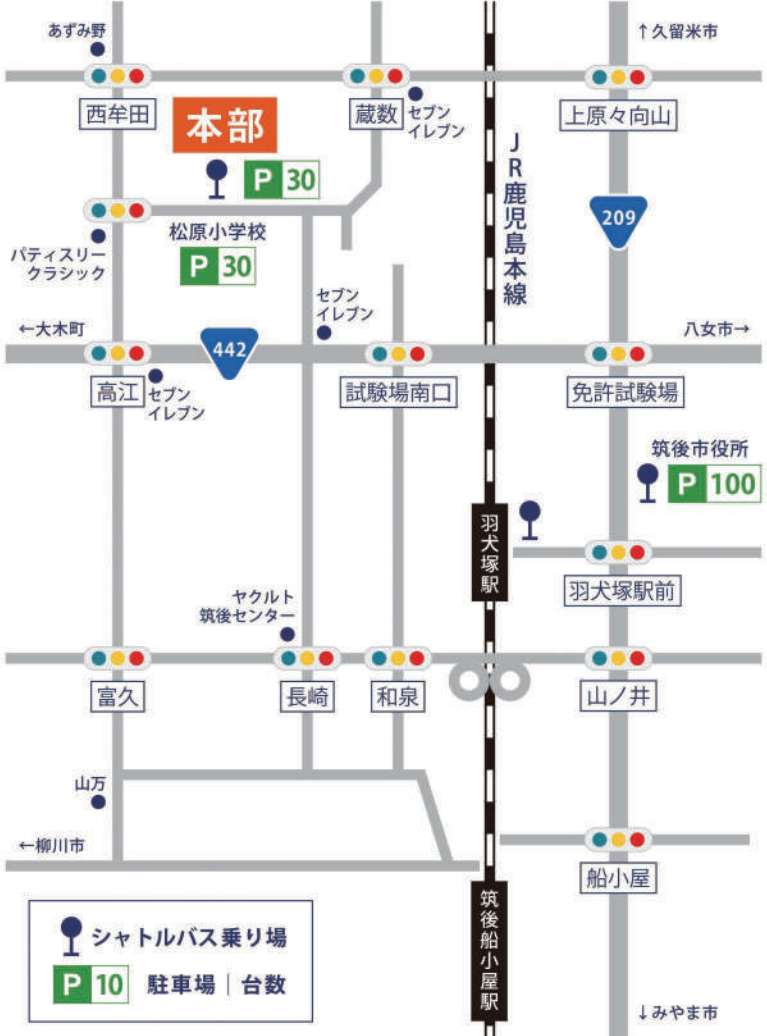 あずみ野
↑久留米市
西牟田
蔵数
セブン
イレブン
上原々向山
本部
P 30
JR鹿児島本線
209
松原小学校
P 30
パティスリー
クラシック
セブン
イレブン
←大木町
442
八女市→
高江
セブン
イレブン
試験場南口
免許試験場
筑後市役所
P 100
羽犬塚駅
羽犬塚駅前
ヤクルト
筑後センター
富久
長崎
和泉
山ノ井
山万
←柳川市
船小屋
筑後船小屋駅
シャトルバス乗り場
P 10 駐車場｜台数
↓みやま市